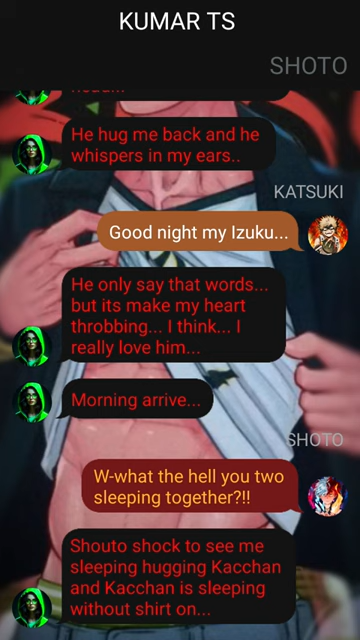 KUMAR TS
SHOTO
He hug me back and he
whispers in my ears..
KATSUKI
Good night my Izuku...
He only say that words...
but its make my heart
throbbing... I think... I
really love him...
Morning arrive...
SHOTO
W-what the hell you two
sleeping together?!!
Shouto shock to see me
sleeping hugging Kacchan
and Kacchan is sleeping
without shirt on...